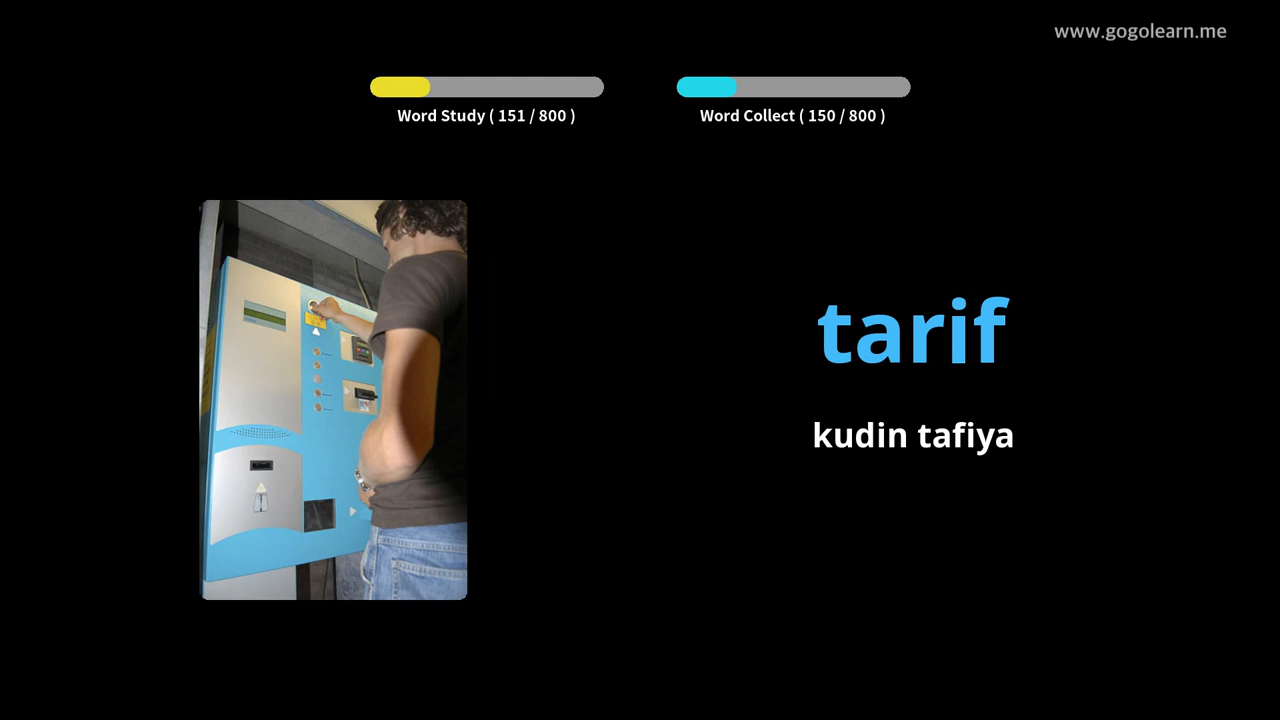 www.gogolearn.me
Word Study ( 151 / 800 )
Word Collect ( 150 / 800 )
tarif
kudin tafiya